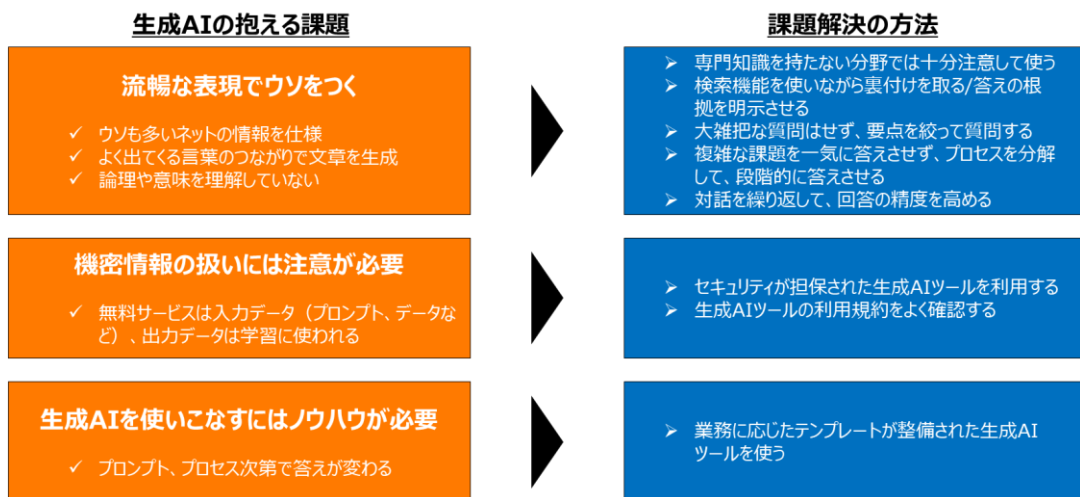 生成AIの抱える課題
課題解決の方法
流暢な表現でウソをつく
✓ ウソも多いネットの情報を仕様
✓ よく出てくる言葉のつながりで文章を生成
✓ 論理や意味を理解していない
➢ 専門知識を持たない分野では十分注意して使う
➢ 検索機能を使いながら裏付けを取る/答えの根
拠を明示させる
➢ 大雑把な質問はせず、要点を絞って質問する
➢ 複雑な課題を一気に答えさせず、プロセスを分解
して、段階的に答えさせる
➢ 対話を繰り返して、回答の精度を高める
機密情報の扱いには注意が必要
✓ 無料サービスは入力データ（プロンプト、データな
ど）、出力データは学習に使われる
➢ セキュリティが担保された生成AIツールを利用する
➢ 生成AIツールの利用規約をよく確認する
生成AIを使いこなすにはノウハウが必要
✓ プロンプト、プロセス次第で答えが変わる
➢ 業務に応じたテンプレートが整備された生成AI
ツールを使う